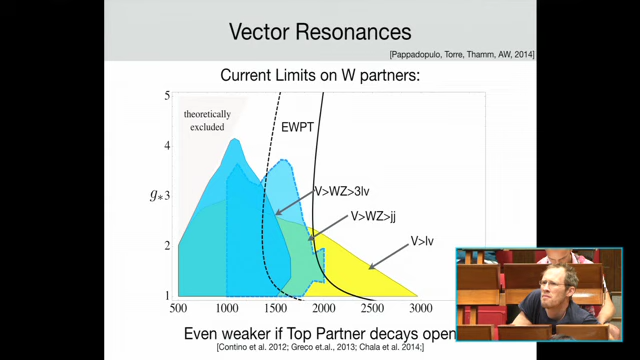 Vector Resonances
[Pappadopulo, Torre, Thamm, AW, 2014]
Current Limits on W partners:
5
theoretically
excluded
EWPT
4
g*3
V>WZ>3lv
V>WZ>jj
V>lv
2
1
500 1000 1500 2000 3000
Even weaker if Top Partner decays open
[Contino et al. 2012; Greco et.al., 2013; Chala et al. 2014;]